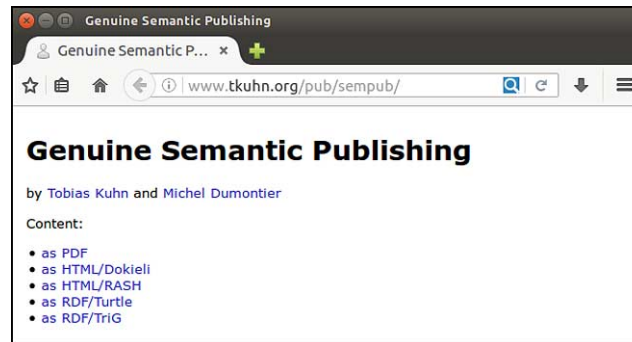 Genuine Semantic Publishing
Genuine Semantic P...
www.tkuhn.org/pub/sempub/
Genuine Semantic Publishing
by Tobias Kuhn and Michel Dumontier
Content:
• as PDF
• as HTML/Dokieli
• as HTML/RASH
• as RDF/Turtle
• as RDF/TriG